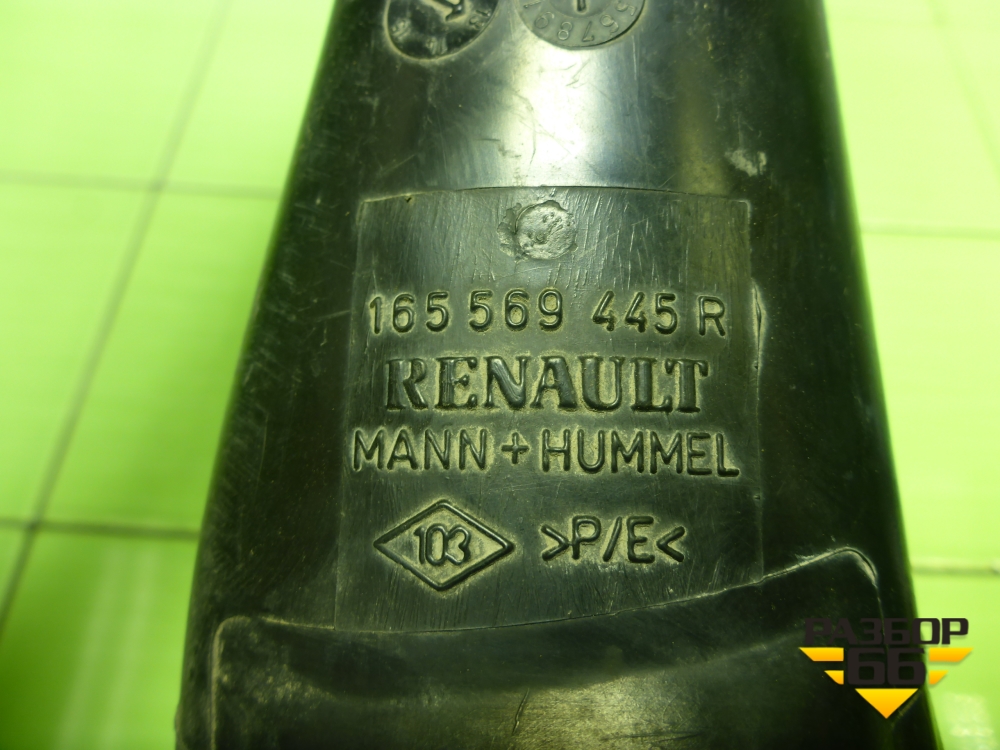 165 569 445 R
RENAULT
MANN + HUMMEL
103 >P/E<
РАЗБОР
66